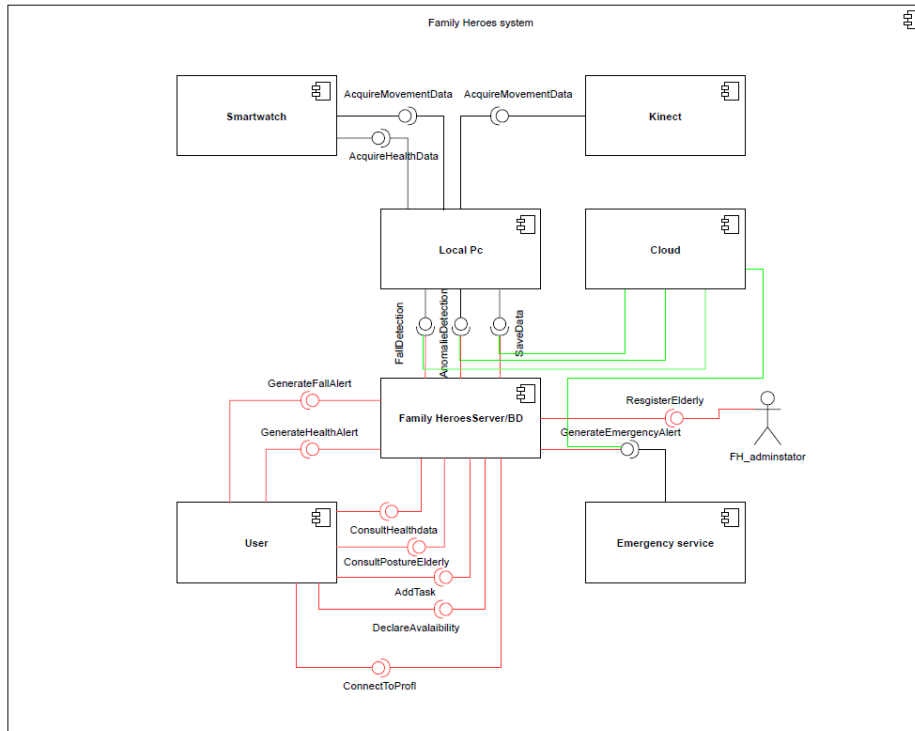 Family Heroes system
AcquireMovementData
AcquireMovementData
Smartwatch
Kinect
AcquireHealthData
Local Pc
Cloud
FallDetection
AnomalieDetection
SaveData
GenerateFallAlert
ResgisterElderly
Family HeroesServer/BD
GenerateHealthAlert
GenerateEmergencyAlert
FH_adminstator
ConsultHealthdata
User
Emergency service
ConsultPostureElderly
AddTask
DeclareAvalaibility
ConnectToProfl